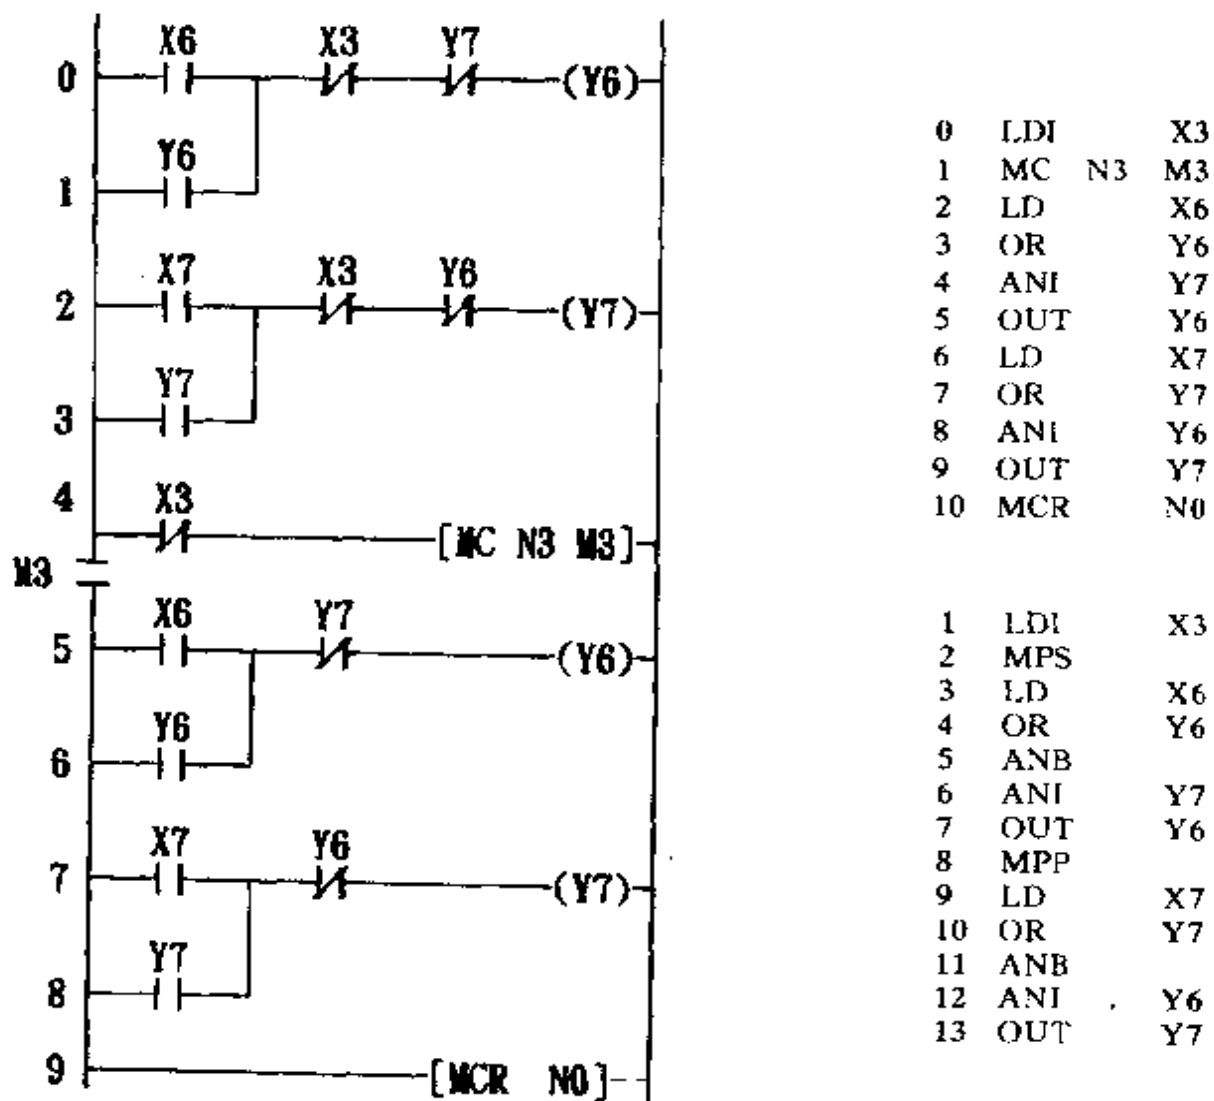 X6 X3 Y7
0 (Y6)
Y6
1
X7 X3 Y6
2 (Y7)
Y7
3
4 X3
[MC N3 M3]
M3
X6 Y7
5 (Y6)
Y6
6
X7 Y6
7 (Y7)
Y7
8
9 [MCR N0]
0 LDI X3
1 MC N3 M3
2 LD X6
3 OR Y6
4 ANI Y7
5 OUT Y6
6 LD X7
7 OR Y7
8 ANI Y6
9 OUT Y7
10 MCR N0
1 LDI X3
2 MPS
3 LD X6
4 OR Y6
5 ANB
6 ANI Y7
7 OUT Y6
8 MPP
9 LD X7
10 OR Y7
11 ANB
12 ANI Y6
13 OUT Y7